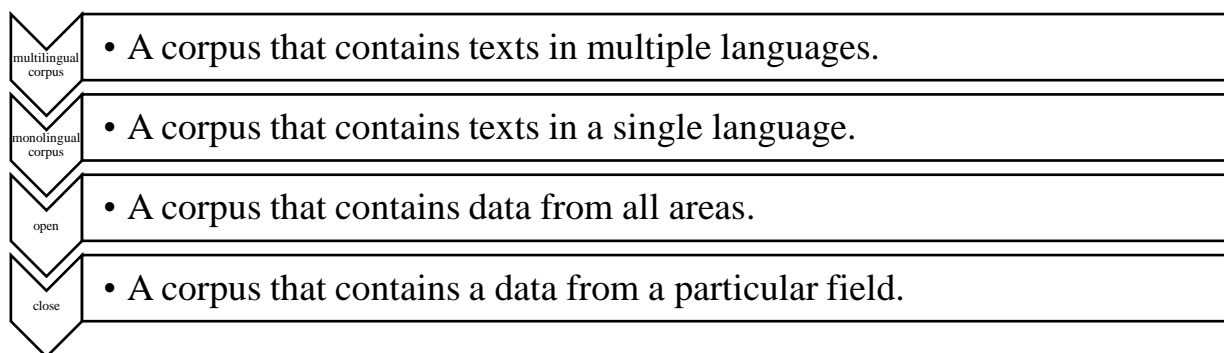 multilingual
corpus
• A corpus that contains texts in multiple languages.
monolingual
corpus
• A corpus that contains texts in a single language.
open
• A corpus that contains data from all areas.
close
• A corpus that contains a data from a particular field.